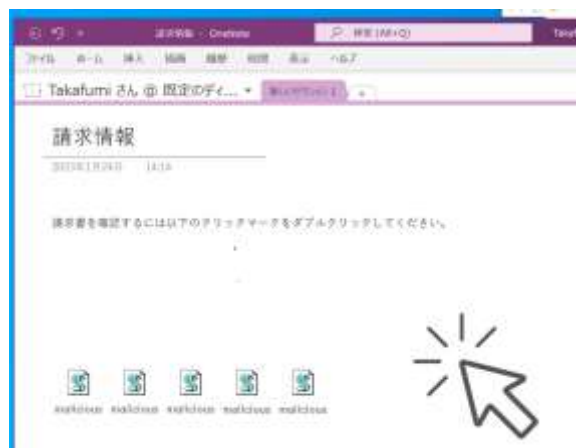 請求情報 - OneNote
検索 (Alt+Q)
ファイル ホーム 挿入 描画 履歴 校閲 表示 ヘルプ
Takafumi さん @ 既定のディ...
請求情報
14:14
請求書を確認するには以下のクリックマークをダブルクリックしてください。
malicious malicious malicious malicious malicious